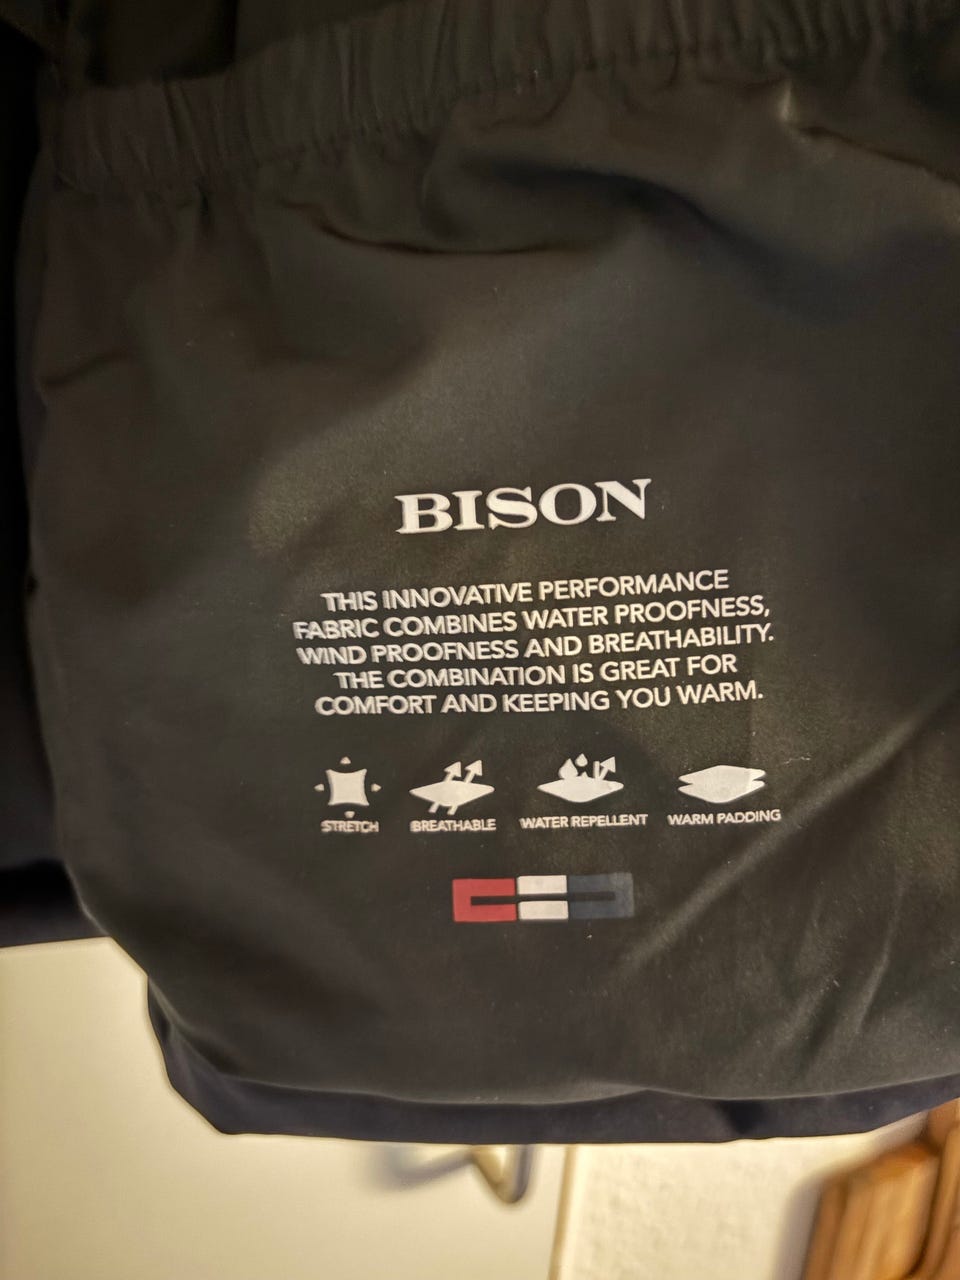 BISON
THIS INNOVATIVE PERFORMANCE
FABRIC COMBINES WATER PROOFNESS,
WIND PROOFNESS AND BREATHABILITY.
THE COMBINATION IS GREAT FOR
COMFORT AND KEEPING YOU WARM.
STRETCH BREATHABLE WATER REPELLENT WARM PADDING